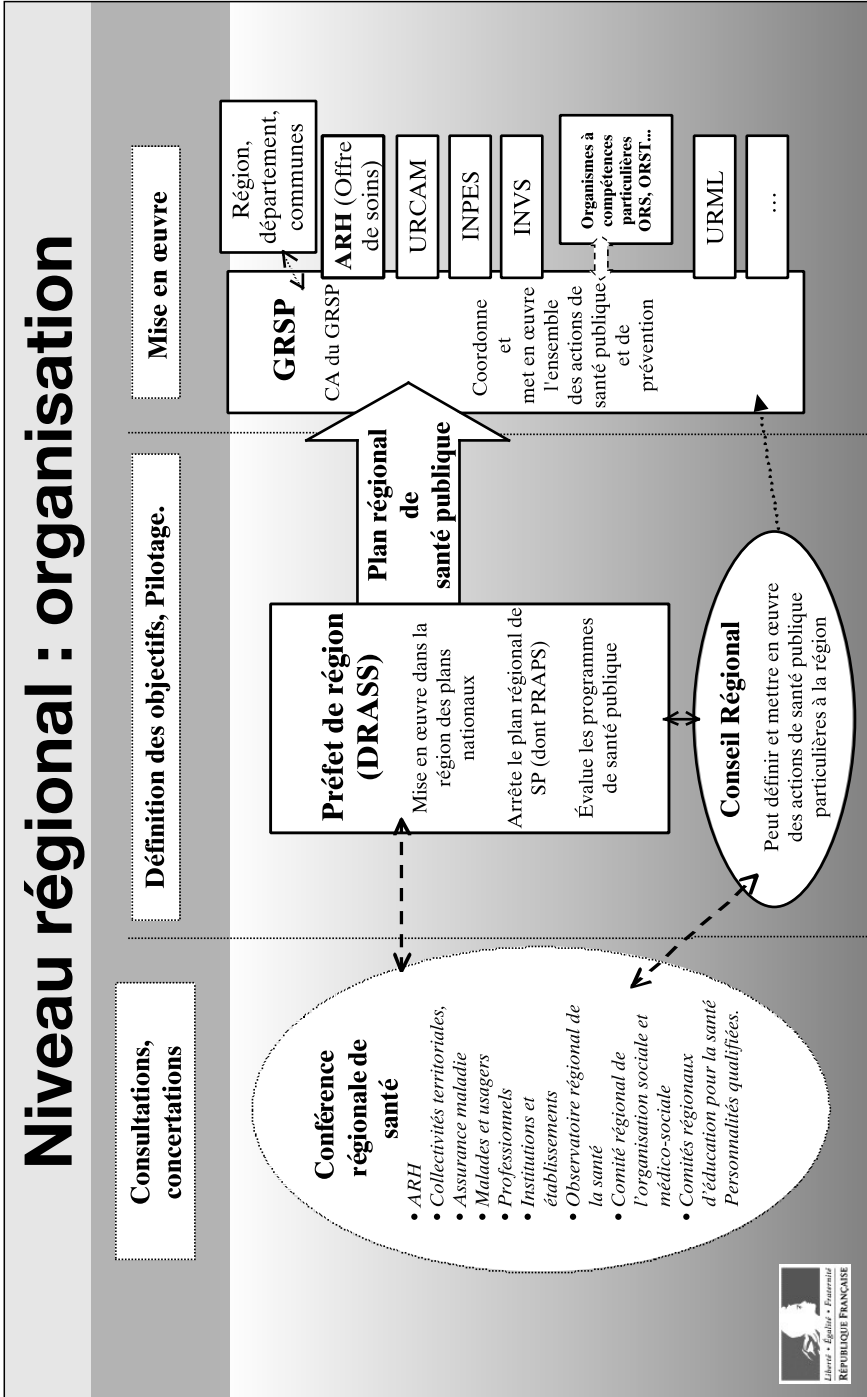 Niveau régional : organisation
Consultations,
concertations
Définition des objectifs, Pilotage.
Mise en œuvre
Conférence
régionale de
santé
• ARH
• Collectivités territoriales,
• Assurance maladie
• Malades et usagers
• Professionnels
• Institutions et
établissements
• Observatoire régional de
la santé
• Comité régional de
l'organisation sociale et
médico-sociale
• Comités régionaux
d'éducation pour la santé
Personnalités qualifiées.
Préfet de région
(DRASS)
Mise en œuvre dans la
région des plans
nationaux
Arrête le plan régional de
SP (dont PRAPS)
Évalue les programmes
de santé publique
Conseil Régional
Peut définir et mettre en œuvre
des actions de santé publique
particulières à la région
Plan régional
de
santé publique
GRSP
CA du GRSP
Coordonne
et
met en œuvre
l'ensemble
des actions de
santé publique
et de
prévention
Région,
département,
communes
ARH (Offre
de soins)
URCAM
INPES
INVS
Organismes à
compétences
particulières
ORS, ORST...
URML
…
Liberté • Égalité • Fraternité
RÉPUBLIQUE FRANÇAISE